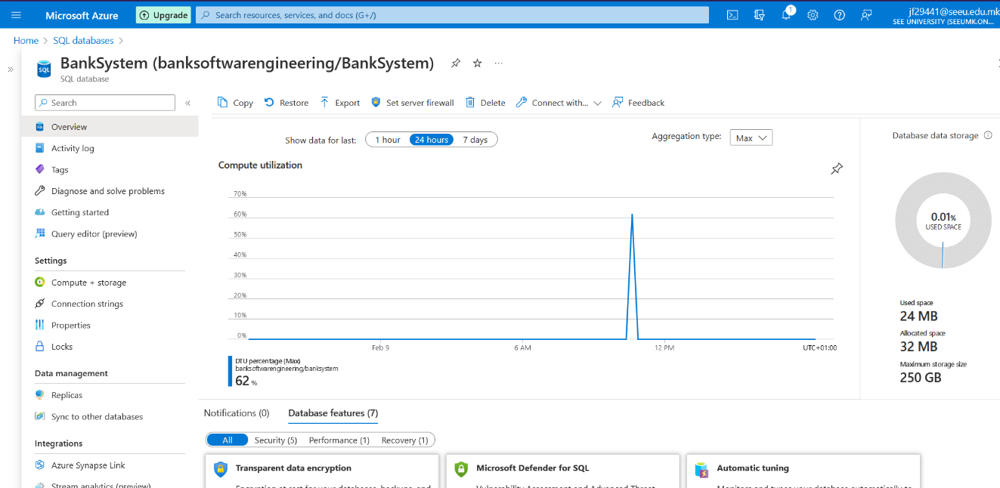 Microsoft Azure
Upgrade
Search resources, services, and docs (G+/)
1
jf29441@seeu.edu.mk
SEE UNIVERSITY (SEEUMK.ON...
Home > SQL databases >
BankSystem (banksoftwarengineering/BankSystem)
SQL
SQL database
Search
Copy
Restore
Export
Set server firewall
Delete
Connect with...
Feedback
Overview
Activity log
Tags
Diagnose and solve problems
Getting started
Query editor (preview)
Settings
Compute + storage
Connection strings
Properties
Locks
Data management
Replicas
Sync to other databases
Integrations
Azure Synapse Link
Stream analytics (preview)
Show data for last:
1 hour
24 hours
7 days
Aggregation type:
Max
Compute utilization
70%
60%
50%
40%
30%
20%
10%
0%
Feb 9
6 AM
12 PM
UTC+01:00
DTU percentage (Max)
banksoftwarengineering/banksystem
62 %
Database data storage
0.01%
USED SPACE
Used space
24 MB
Allocated space
32 MB
Maximum storage size
250 GB
Notifications (0)
Database features (7)
All
Security (5)
Performance (1)
Recovery (1)
Transparent data encryption
Encryption at rest for your databases, backups, and
Microsoft Defender for SQL
Vulnerability Assessment and Advanced Threat
Automatic tuning
Monitors and tunes your database automatically to